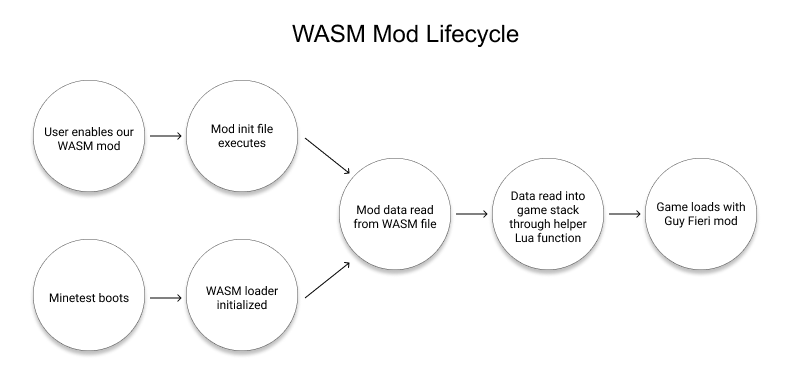 WASM Mod Lifecycle
User enables our
WASM mod
Mod init file
executes
Minetest boots
WASM loader
initialized
Mod data read
from WASM file
Data read into
game stack
through helper
Lua function
Game loads with
Guy Fieri mod